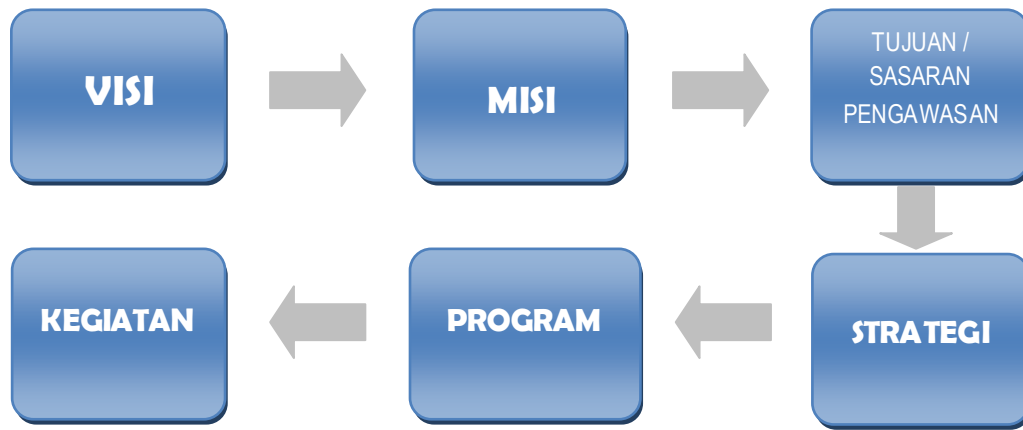 VISI
MISI
TUJUAN /
SASARAN
PENGAWASAN
STRATEGI
PROGRAM
KEGIATAN